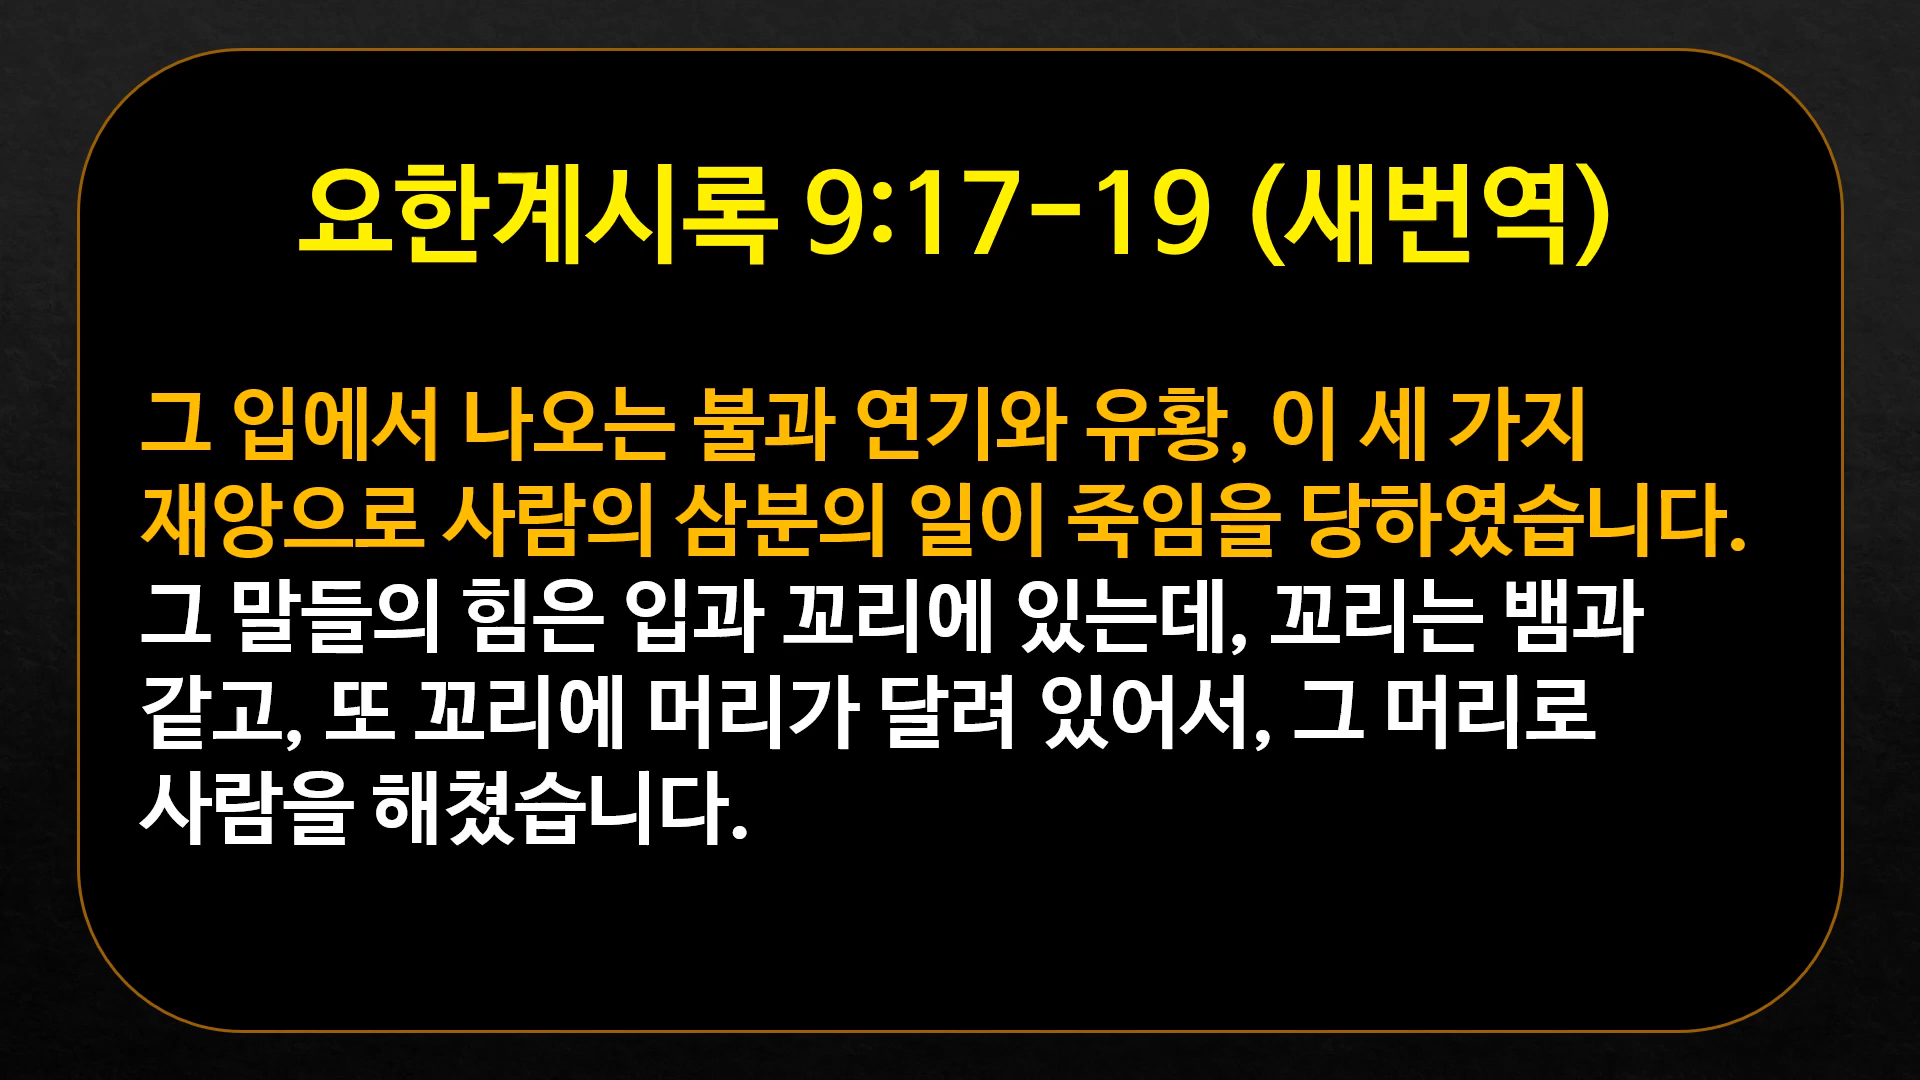 요한계시록 9:17-19 (새번역)
그 입에서 나오는 불과 연기와 유황, 이 세 가지
재앙으로 사람의 삼분의 일이 죽임을 당하였습니다.
그 말들의 힘은 입과 꼬리에 있는데, 꼬리는 뱀과
같고, 또 꼬리에 머리가 달려 있어서, 그 머리로
사람을 해쳤습니다.